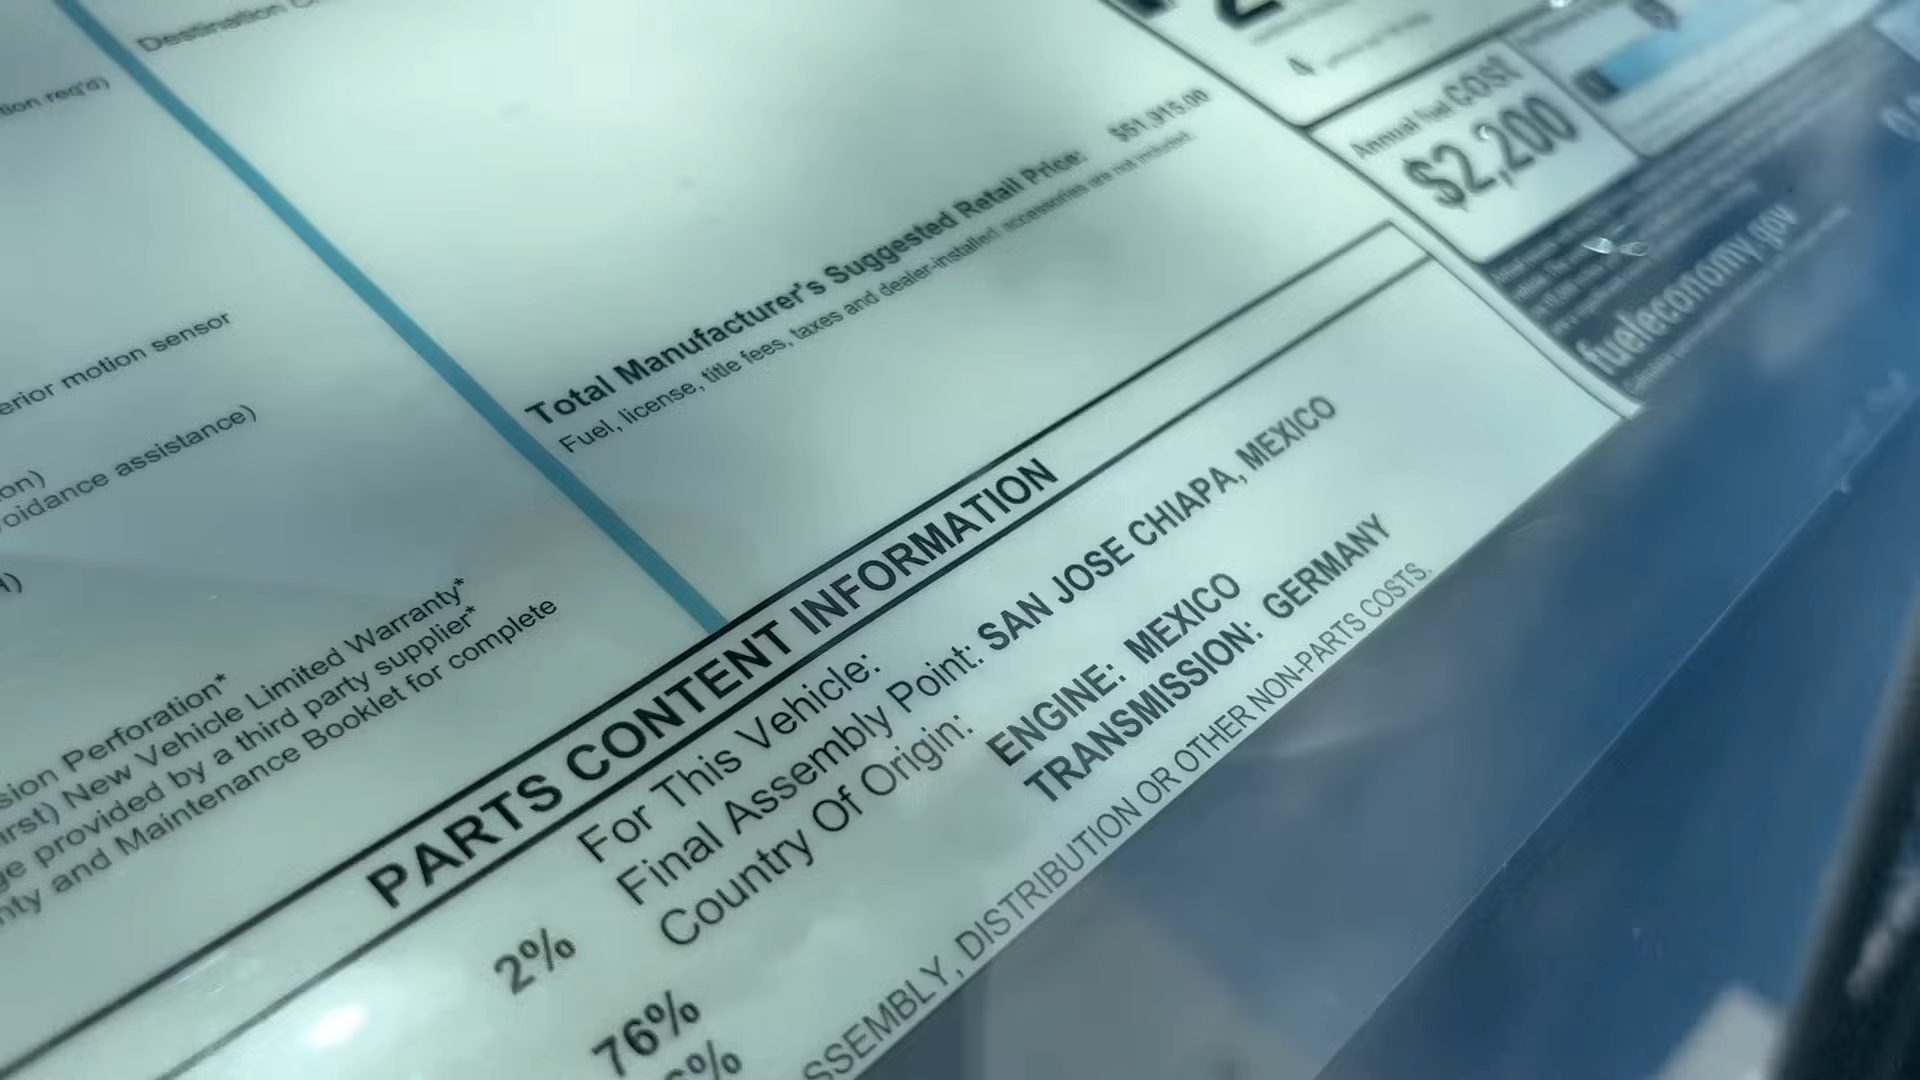 Destination
tion req'd)
erior motion sensor
on)
voidance assistance)
sion Perforation*
irst) New Vehicle Limited Warranty*
ge provided by a third party supplier*
nty and Maintenance Booklet for complete
Total Manufacturer's Suggested Retail Price: $51,915.00
Fuel, license, title fees, taxes and dealer-installed accessories are not included.
Annual fuel COST
$2,200
fueleconomy.gov
PARTS CONTENT INFORMATION
For This Vehicle:
Final Assembly Point: SAN JOSE CHIAPA, MEXICO
Country Of Origin:
ENGINE: MEXICO
TRANSMISSION: GERMANY
2%
76%
SSEMBLY, DISTRIBUTION OR OTHER NON-PARTS COSTS.